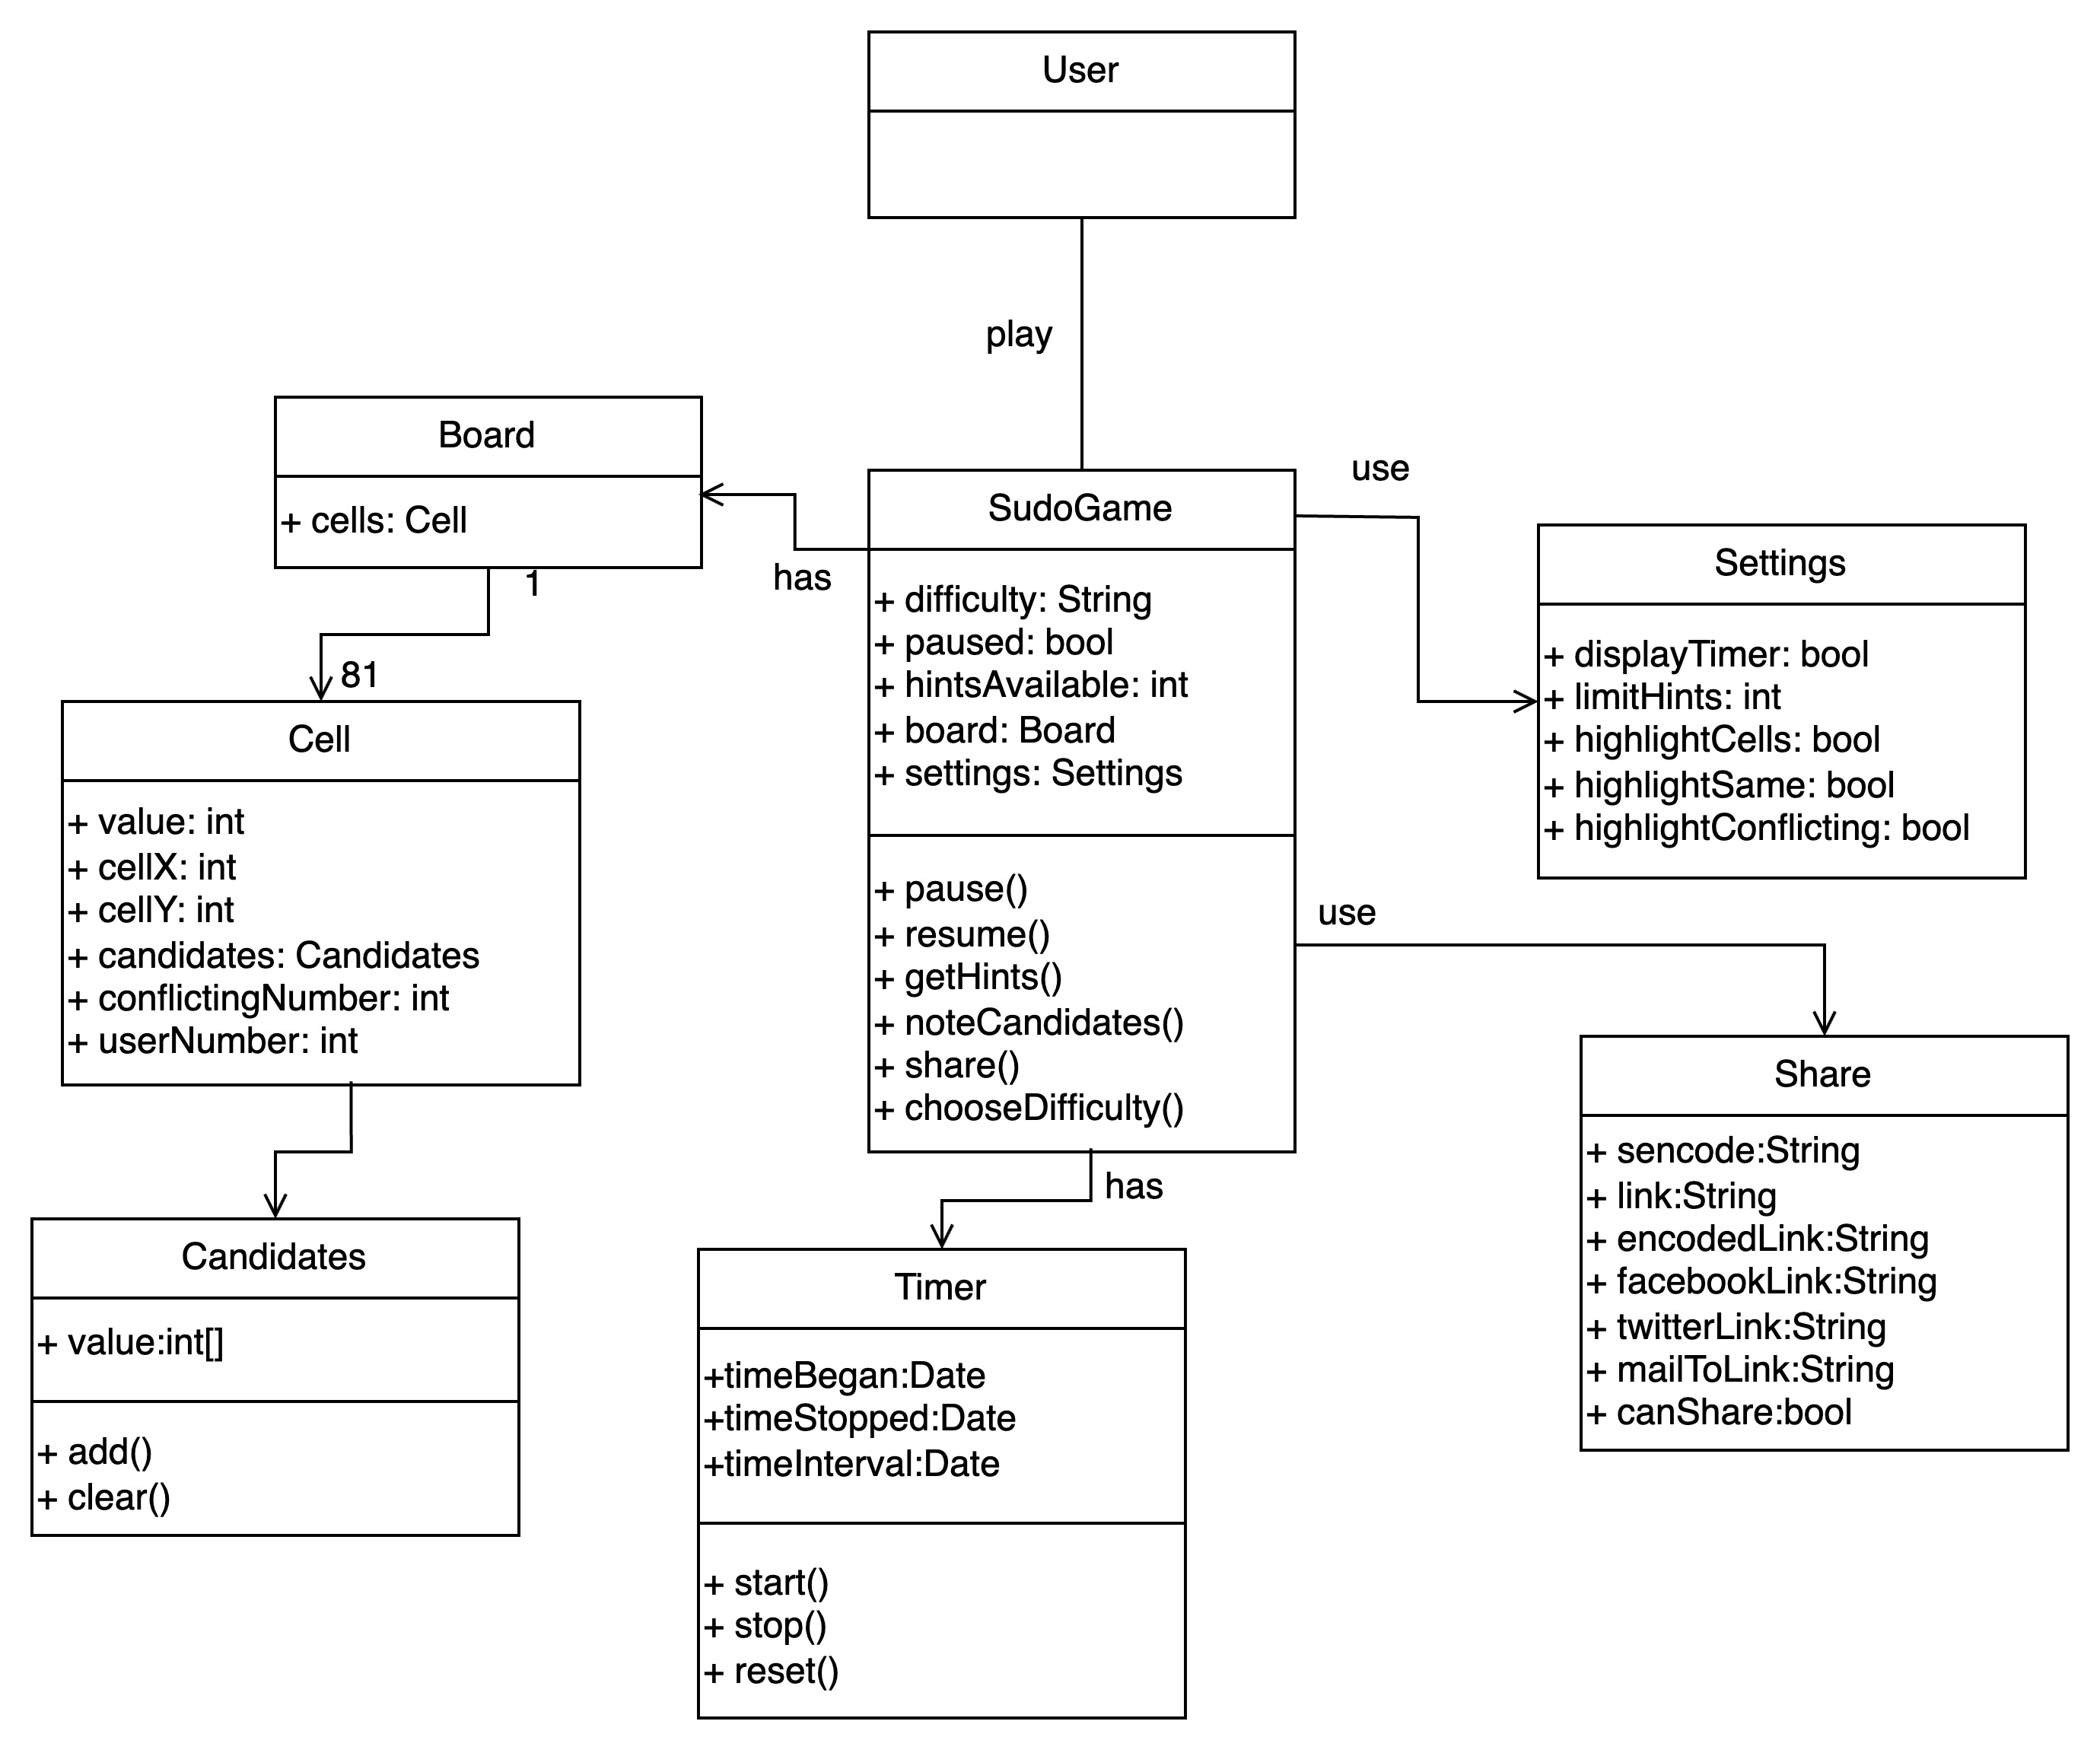 User
play
Board
+ cells: Cell
1
81
has
SudoGame
+ difficulty: String
+ paused: bool
+ hintsAvailable: int
+ board: Board
+ settings: Settings
+ pause()
+ resume()
+ getHints()
+ noteCandidates()
+ share()
+ chooseDifficulty()
use
Settings
+ displayTimer: bool
+ limitHints: int
+ highlightCells: bool
+ highlightSame: bool
+ highlightConflicting: bool
use
Cell
+ value: int
+ cellX: int
+ cellY: int
+ candidates: Candidates
+ conflictingNumber: int
+ userNumber: int
Share
+ sencode:String
+ link:String
+ encodedLink:String
+ facebookLink:String
+ twitterLink:String
+ mailToLink:String
+ canShare:bool
has
Candidates
+ value:int[]
+ add()
+ clear()
Timer
+timeBegan:Date
+timeStopped:Date
+timeInterval:Date
+ start()
+ stop()
+ reset()